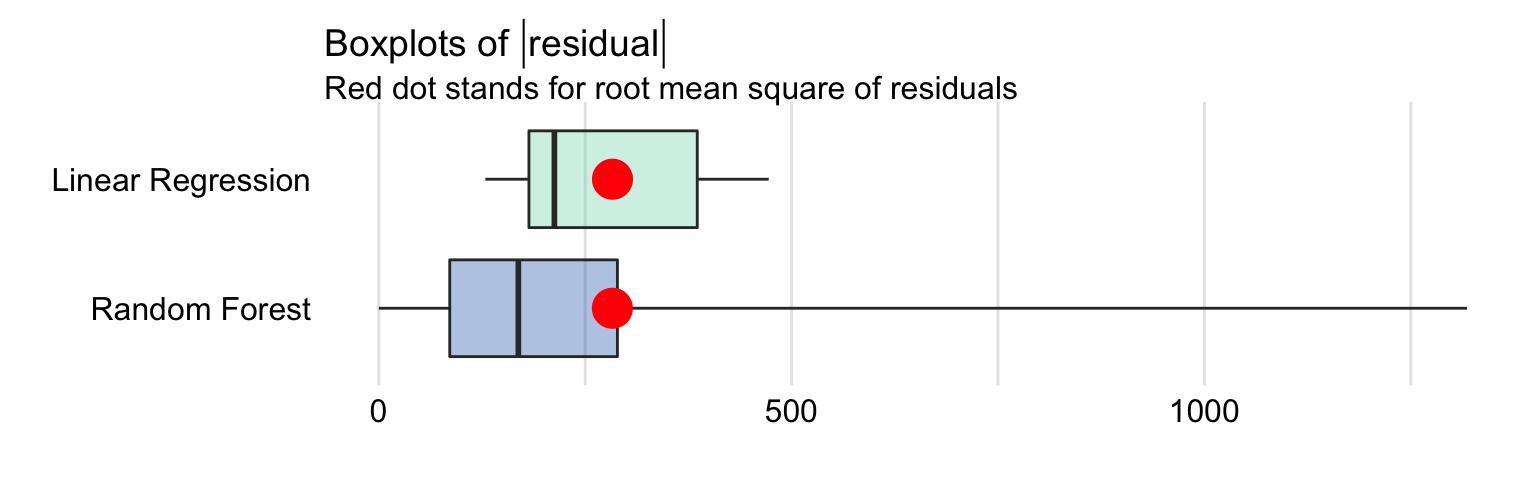 Boxplots of |residual|
Red dot stands for root mean square of residuals
Linear Regression
Random Forest
0 500 1000